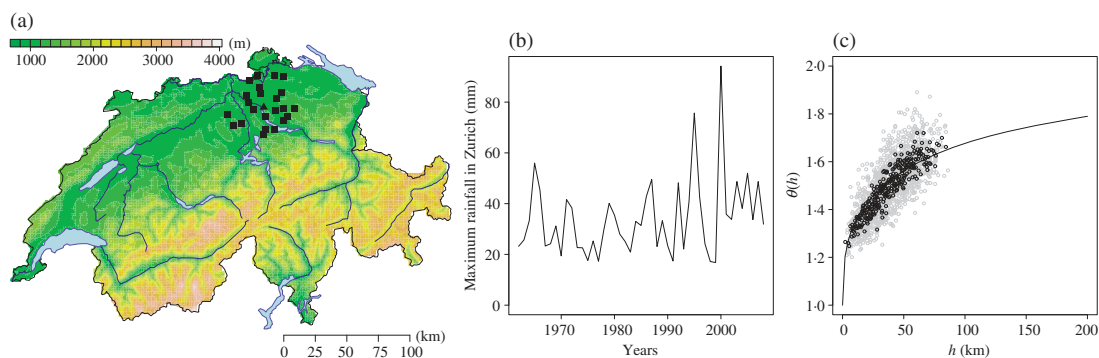 (a)
(m)
1000 2000 3000 4000
(km)
0 25 50 75 100
(b)
Maximum rainfall in Zurich (mm)
80
60
40
20
0
1970 1980 1990 2000
Years
(c)
θ(h)
2·0
1·8
1·6
1·4
1·2
1·0
0 50 100 150 200
h (km)